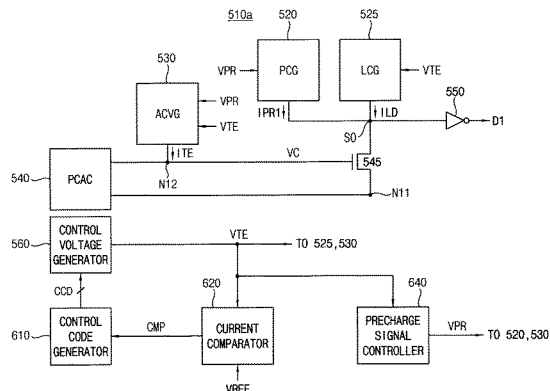 510a
520
525
530
VPR
PCG
LCG
VTE
ACVG
VPR
VTE
IPR1
ILD
550
SO
D1
ITE
VC
545
540
PCAC
N12
N11
560
CONTROL
VOLTAGE
GENERATOR
VTE
TO 525,530
CCD
620
640
610
CONTROL
CODE
GENERATOR
CMP
CURRENT
COMPARATOR
PRECHARGE
SIGNAL
CONTROLLER
VPR
TO 520,530
VREF